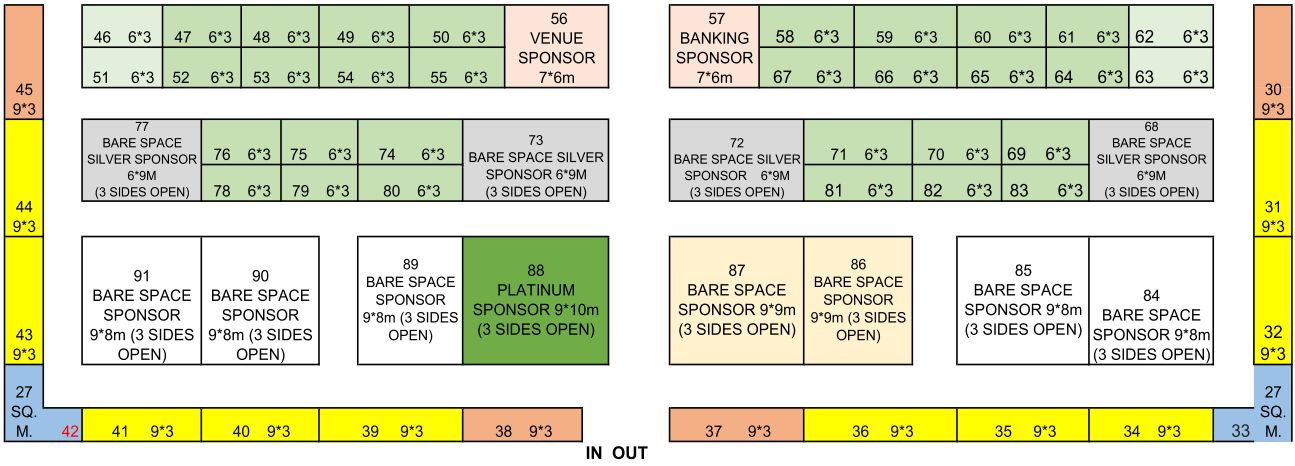 46 6*3 47 6*3 48 6*3 49 6*3 50 6*3
51 6*3 52 6*3 53 6*3 54 6*3 55 6*3
56
VENUE
SPONSOR
7*6m
57
BANKING
SPONSOR
7*6m
58 6*3 59 6*3 60 6*3 61 6*3 62 6*3
67 6*3 66 6*3 65 6*3 64 6*3 63 6*3
45
9*3
30
9*3
77
BARE SPACE
SILVER SPONSOR
6*9M
(3 SIDES OPEN)
76 6*3 75 6*3 74 6*3
78 6*3 79 6*3 80 6*3
73
BARE SPACE SILVER
SPONSOR 6*9M
(3 SIDES OPEN)
72
BARE SPACE SILVER
SPONSOR 6*9M
(3 SIDES OPEN)
71 6*3 70 6*3 69 6*3
81 6*3 82 6*3 83 6*3
68
BARE SPACE
SILVER SPONSOR
6*9M
(3 SIDES OPEN)
44
9*3
31
9*3
91
BARE SPACE
SPONSOR
9*8m (3 SIDES
OPEN)
90
BARE SPACE
SPONSOR
9*8m (3 SIDES
OPEN)
89
BARE SPACE
SPONSOR
9*8m (3 SIDES
OPEN)
88
PLATINUM
SPONSOR 9*10m
(3 SIDES OPEN)
87
BARE SPACE
SPONSOR 9*9m
(3 SIDES OPEN)
86
BARE SPACE
SPONSOR
9*9m (3 SIDES
OPEN)
85
BARE SPACE
SPONSOR 9*8m
(3 SIDES OPEN)
84
BARE SPACE
SPONSOR 9*8m
(3 SIDES OPEN)
43
9*3
32
9*3
27
SQ.
M.
42
41 9*3 40 9*3 39 9*3 38 9*3
37 9*3 36 9*3 35 9*3 34 9*3
33
27
SQ.
M.
IN OUT